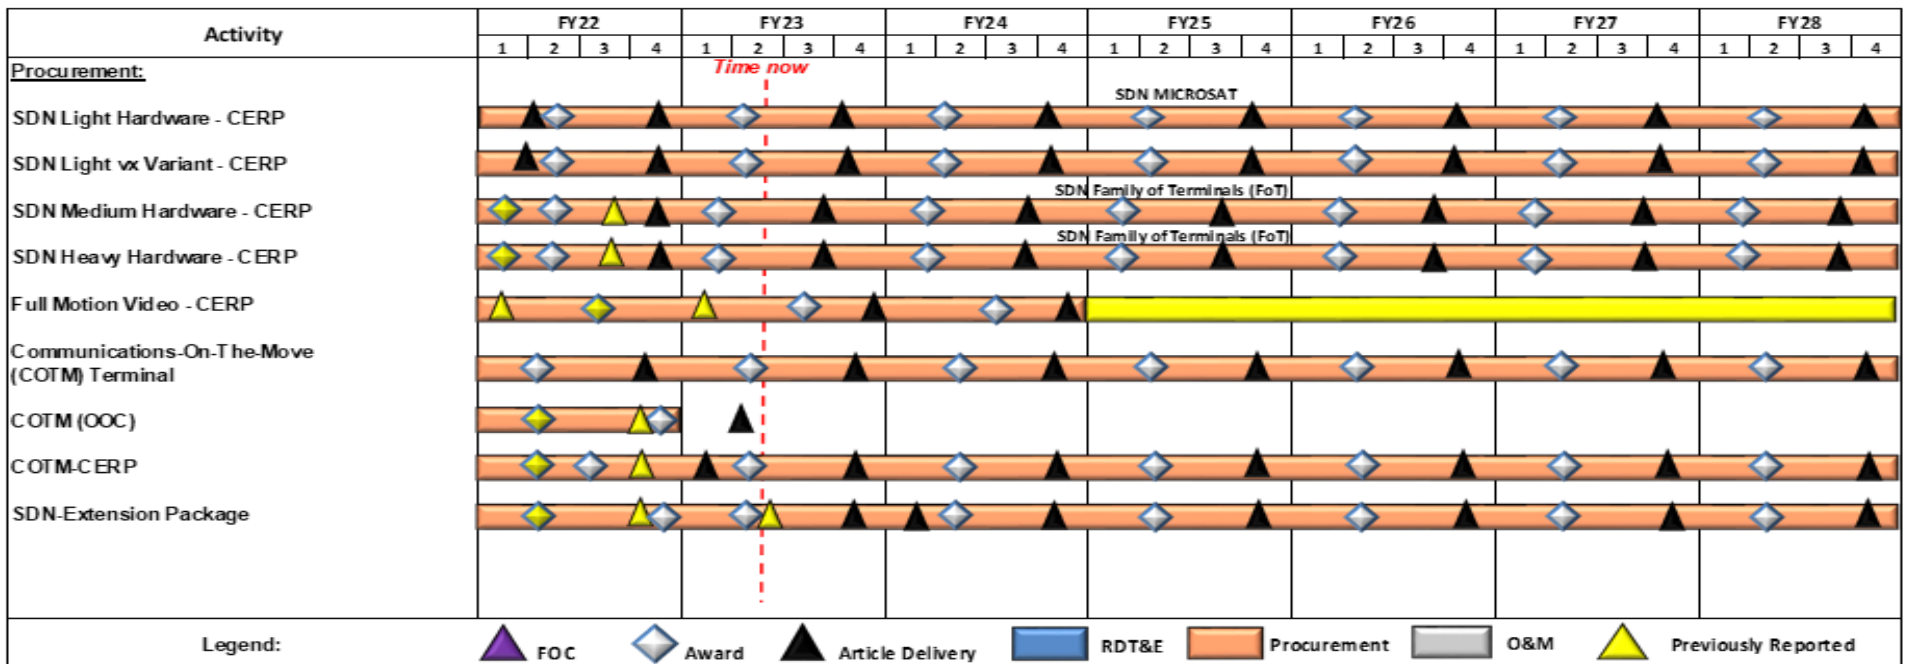 Activity FY22 FY23 FY24 FY25 FY26 FY27 FY28
1 2 3 4 1 2 3 4 1 2 3 4 1 2 3 4 1 2 3 4 1 2 3 4 1 2 3 4
Procurement:
Time now
SDN MICROSAT
SDN Light Hardware - CERP
SDN Light vx Variant - CERP
SDN Family of Terminals (FoT)
SDN Medium Hardware - CERP
SDN Family of Terminals (FoT)
SDN Heavy Hardware - CERP
Full Motion Video - CERP
Communications-On-The-Move
(COTM) Terminal
COTM (OOC)
COTM-CERP
SDN-Extension Package
Legend: FOC Award Article Delivery RDT&E Procurement O&M Previously Reported